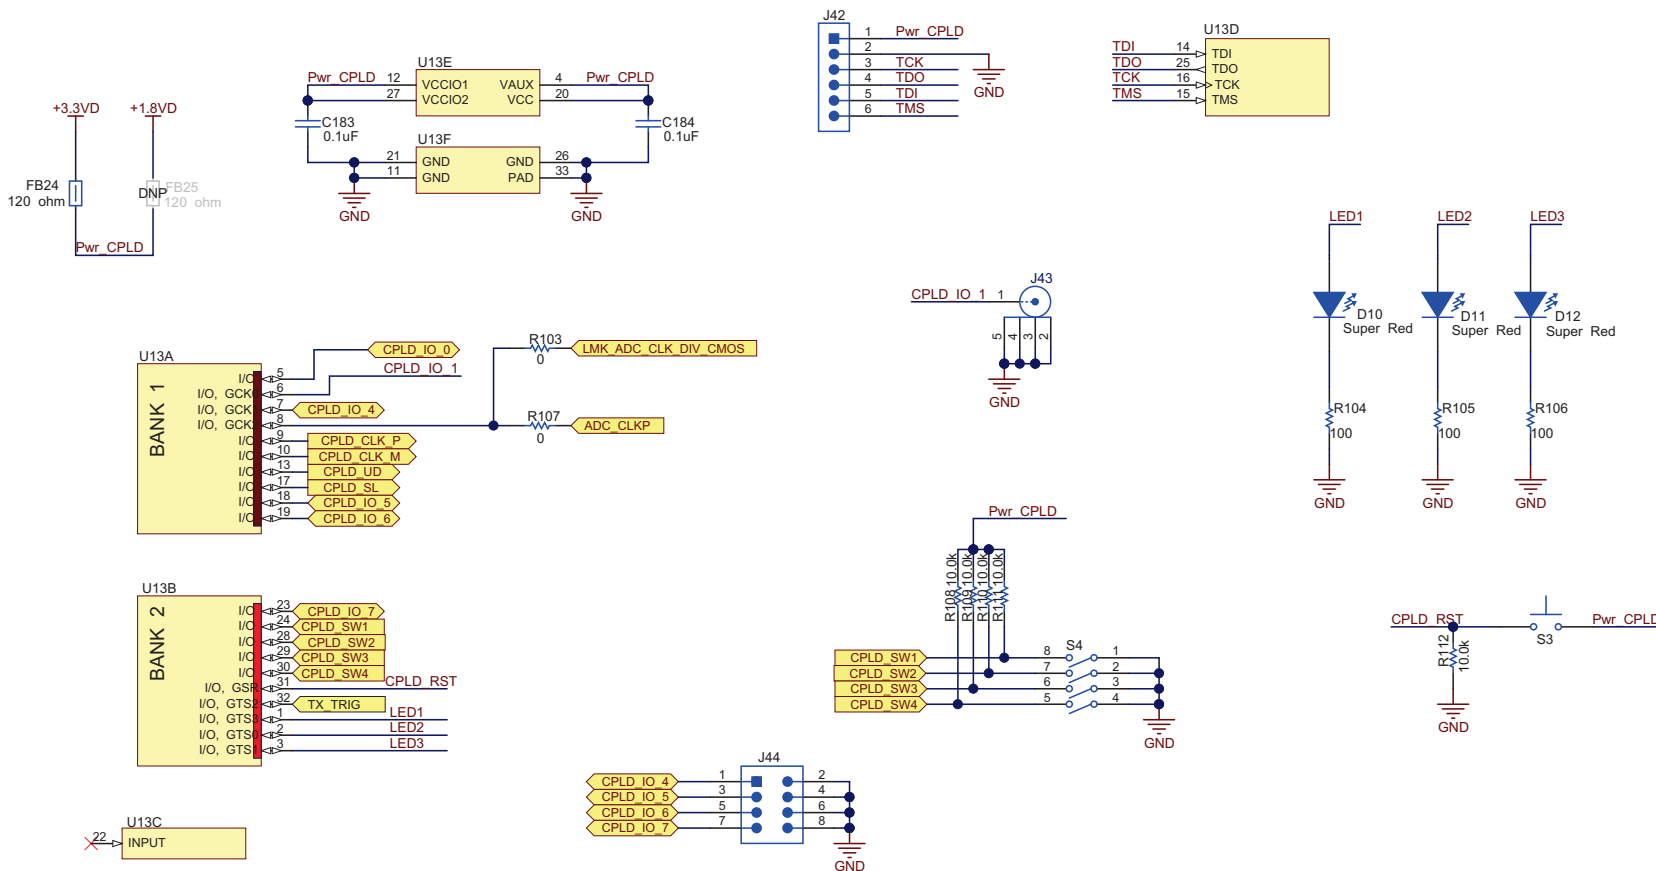 J42
1 Pwr_CPLD
2
3 TCK
4 TDO
5 TDI
6 TMS
GND
U13D
TDI 14 TDI
TDO 25 TDO
TCK 16 TCK
TMS 15 TMS
U13E
Pwr_CPLD 12 VCCIO1 VAUX 4 Pwr_CPLD
27 VCCIO2 VCC 20
C183
0.1uF
C184
0.1uF
U13F
21 GND GND 26
11 GND PAD 33
GND
GND
+3.3VD
+1.8VD
FB24
120 ohm
DNP
FB25
120 ohm
Pwr_CPLD
LED1
LED2
LED3
D10
Super Red
D11
Super Red
D12
Super Red
R104
100
R105
100
R106
100
GND
GND
GND
J43
CPLD_IO_1 1
5 4 3 2
GND
U13A
BANK 1
I/O 5 CPLD_IO_0
I/O, GCK0 6 CPLD_IO_1
I/O, GCK1 7 CPLD_IO_4
I/O, GCK2 8
I/O 9 CPLD_CLK_P
I/O 10 CPLD_CLK_M
I/O 13 CPLD_UD
I/O 17 CPLD_SL
I/O 18 CPLD_IO_5
I/O 19 CPLD_IO_6
R103
0
LMK_ADC_CLK_DIV_CMOS
R107
0
ADC_CLKP
U13B
BANK 2
I/O 23 CPLD_IO_7
I/O 24 CPLD_SW1
I/O 28 CPLD_SW2
I/O 29 CPLD_SW3
I/O 30 CPLD_SW4
I/O, GSR 31 CPLD_RST
I/O, GTS2 32 TX_TRIG
I/O, GTS3 1 LED1
I/O, GTS0 2 LED2
I/O, GTS1 3 LED3
U13C
22 INPUT
Pwr_CPLD
R108 10.0k
R109 10.0k
R110 10.0k
R111 10.0k
S4
CPLD_SW1 8 1
CPLD_SW2 7 2
CPLD_SW3 6 3
CPLD_SW4 5 4
GND
CPLD_RST
R112
10.0k
GND
S3
Pwr_CPLD
J44
CPLD_IO_4 1 2
CPLD_IO_5 3 4
CPLD_IO_6 5 6
CPLD_IO_7 7 8
GND